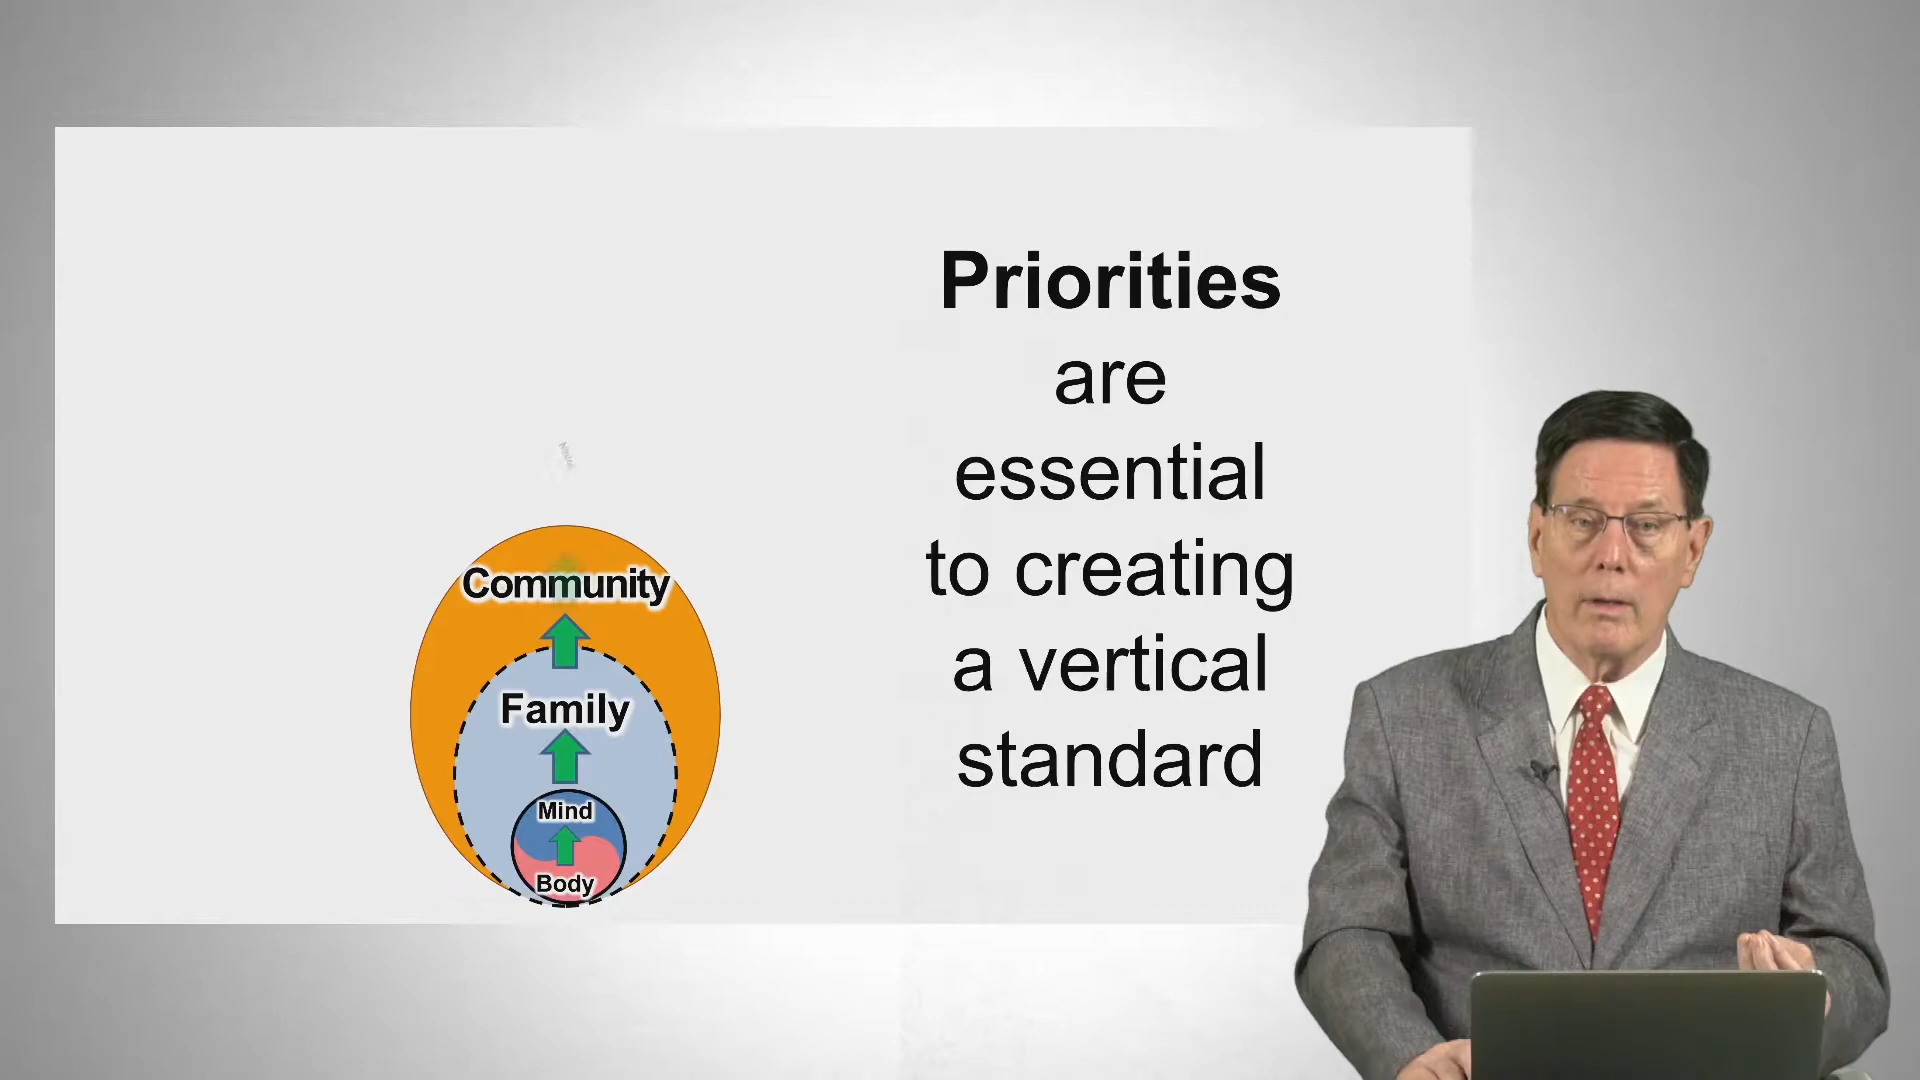 Priorities
are
essential
to creating
a vertical
standard
Community
Family
Mind
Body